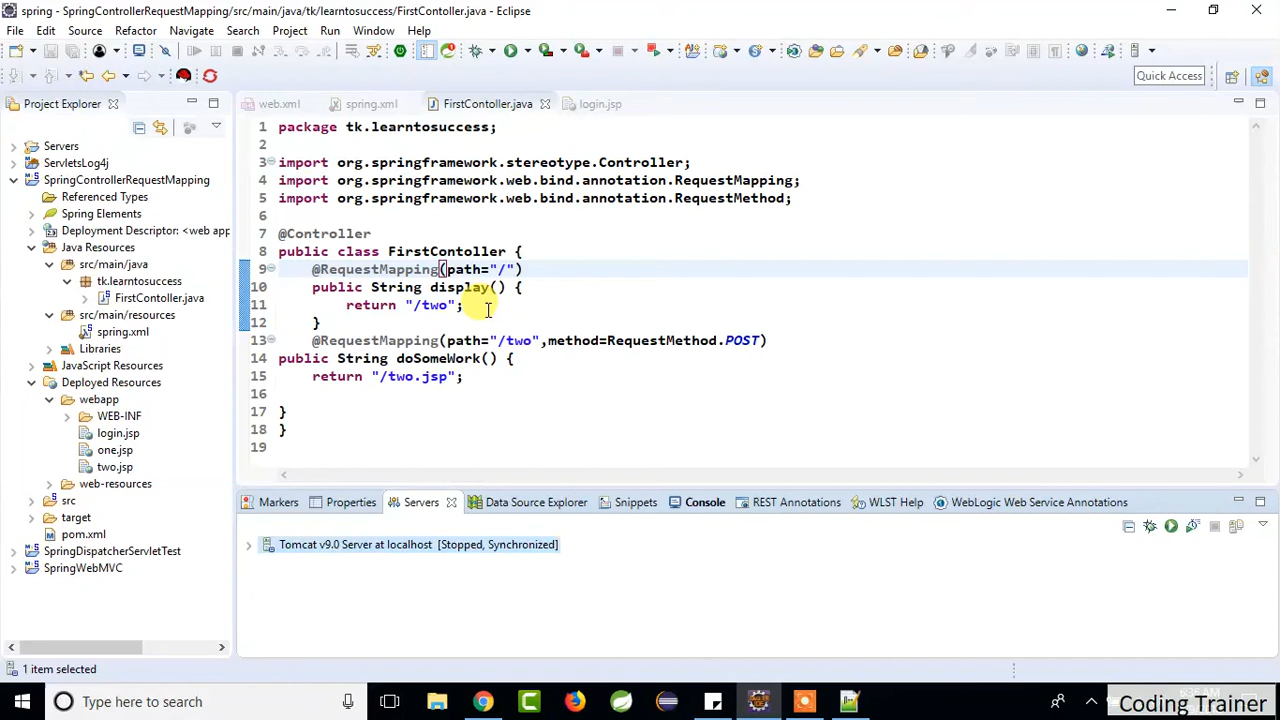 spring - SpringControllerRequestMapping/src/main/java/tk/learntosuccess/FirstContoller.java - Eclipse
File Edit Source Refactor Navigate Search Project Run Window Help
Quick Access
Project Explorer
Servers
ServletsLog4j
SpringControllerRequestMapping
Referenced Types
Spring Elements
Deployment Descriptor: <web app
Java Resources
src/main/java
tk.learntosuccess
FirstContoller.java
src/main/resources
spring.xml
Libraries
JavaScript Resources
Deployed Resources
webapp
WEB-INF
login.jsp
one.jsp
two.jsp
web-resources
src
target
pom.xml
SpringDispatcherServletTest
SpringWebMVC
web.xml spring.xml FirstContoller.java login.jsp
1 package tk.learntosuccess;
2
3 import org.springframework.stereotype.Controller;
4 import org.springframework.web.bind.annotation.RequestMapping;
5 import org.springframework.web.bind.annotation.RequestMethod;
6
7 @Controller
8 public class FirstContoller {
9 @RequestMapping(path="/")
10 public String display() {
11 return "/two";
12 }
13 @RequestMapping(path="/two",method=RequestMethod.POST)
14 public String doSomeWork() {
15 return "/two.jsp";
16
17 }
18 }
19
Markers Properties Servers Data Source Explorer Snippets Console REST Annotations WLST Help WebLogic Web Service Annotations
Tomcat v9.0 Server at localhost [Stopped, Synchronized]
1 item selected
Type here to search
Coding Trainer